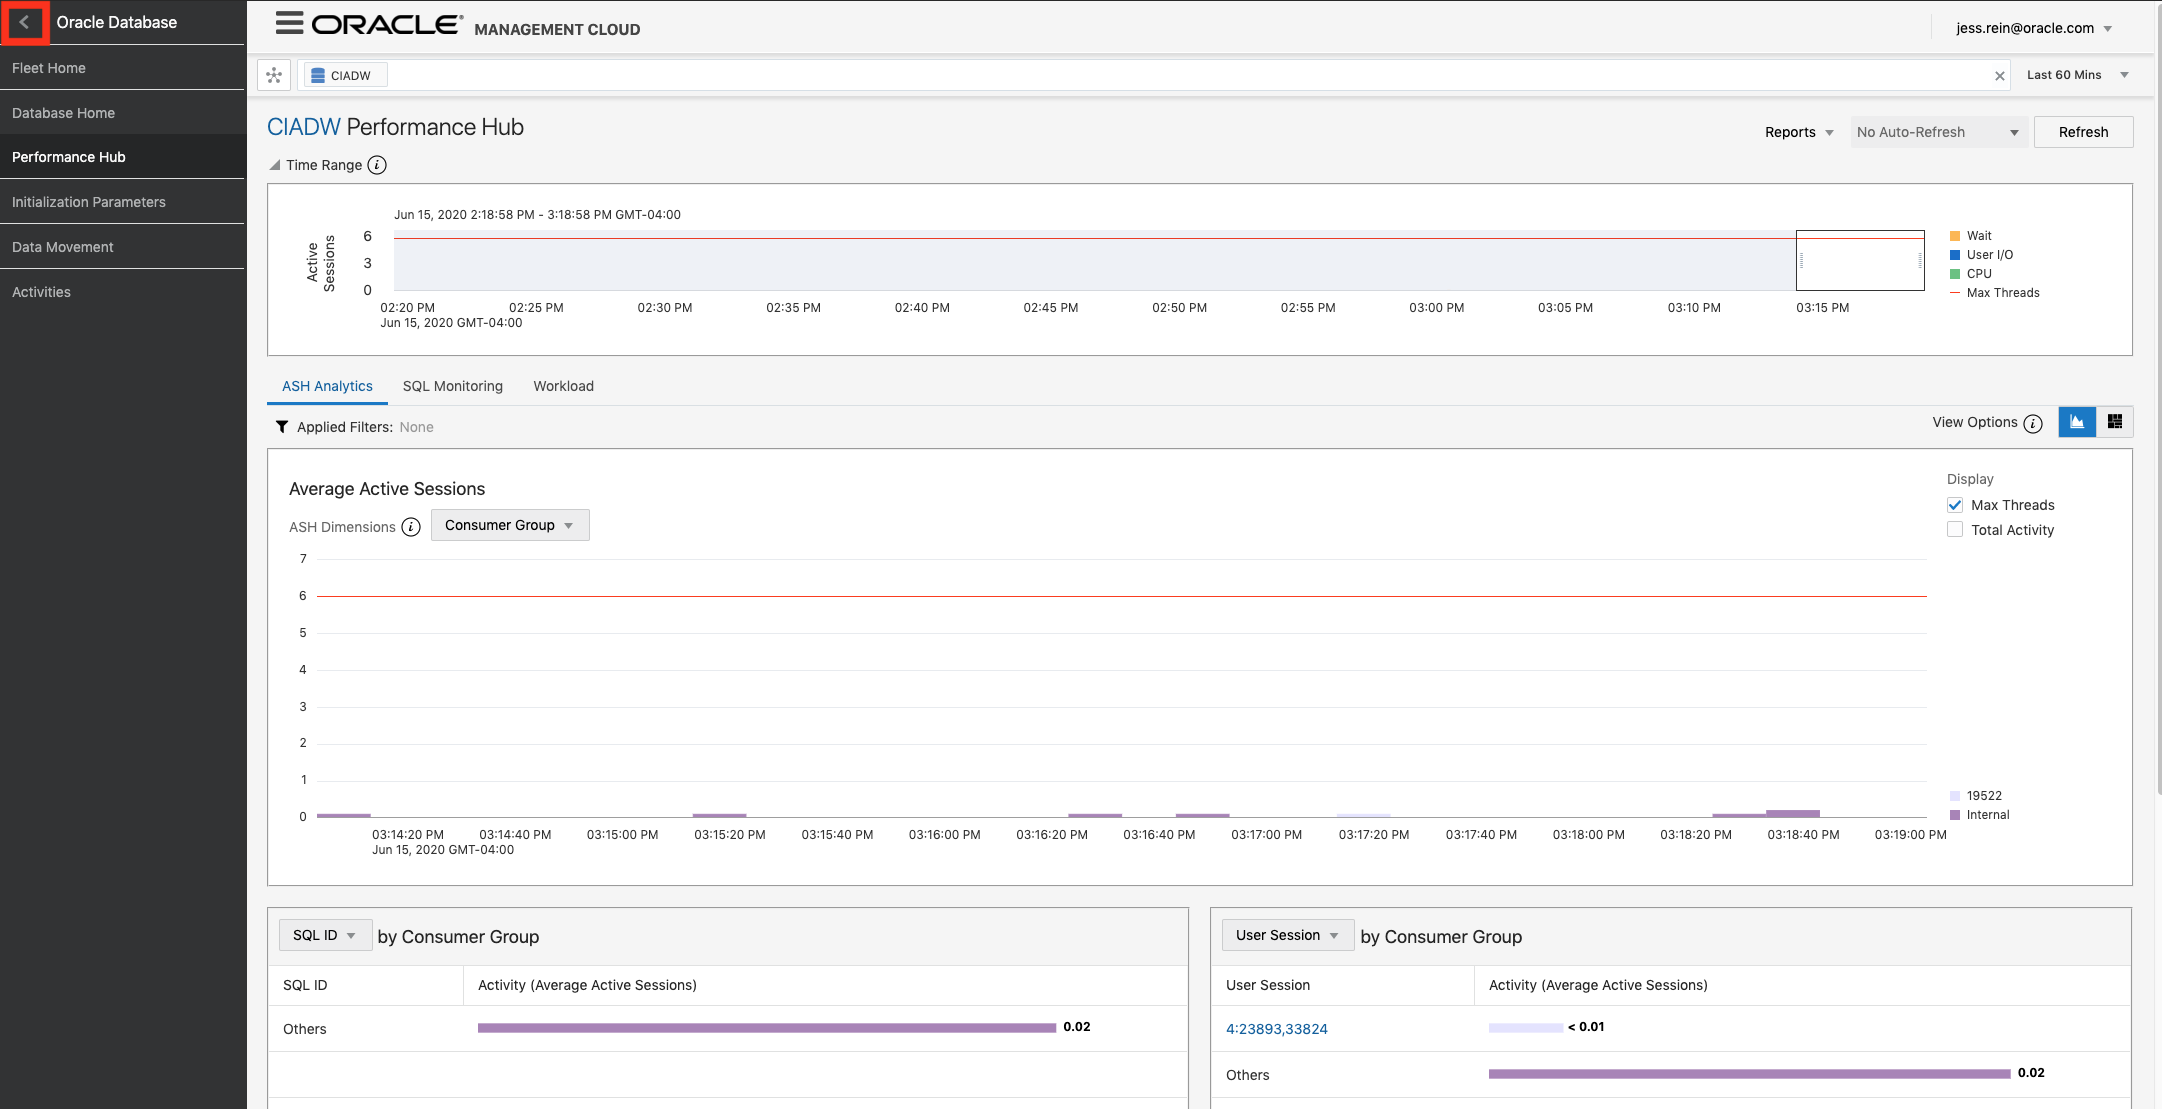 Oracle Database
Fleet Home
Database Home
Performance Hub
Initialization Parameters
Data Movement
Activities
ORACLE® MANAGEMENT CLOUD
jess.rein@oracle.com
CIADW
Last 60 Mins
CIADW Performance Hub
Reports
No Auto-Refresh
Refresh
Time Range
Jun 15, 2020 2:18:58 PM - 3:18:58 PM GMT-04:00
Active
Sessions
6
3
0
02:20 PM 02:25 PM 02:30 PM 02:35 PM 02:40 PM 02:45 PM 02:50 PM 02:55 PM 03:00 PM 03:05 PM 03:10 PM 03:15 PM
Jun 15, 2020 GMT-04:00
Wait
User I/O
CPU
Max Threads
ASH Analytics SQL Monitoring Workload
Applied Filters: None
View Options
Average Active Sessions
ASH Dimensions
Consumer Group
Display
Max Threads
Total Activity
7
6
5
4
3
2
1
0
03:14:20 PM 03:14:40 PM 03:15:00 PM 03:15:20 PM 03:15:40 PM 03:16:00 PM 03:16:20 PM 03:16:40 PM 03:17:00 PM 03:17:20 PM 03:17:40 PM 03:18:00 PM 03:18:20 PM 03:18:40 PM 03:19:00 PM
Jun 15, 2020 GMT-04:00
19522
Internal
SQL ID by Consumer Group
SQL ID Activity (Average Active Sessions)
Others 0.02
User Session by Consumer Group
User Session Activity (Average Active Sessions)
4:23893,33824 < 0.01
Others 0.02